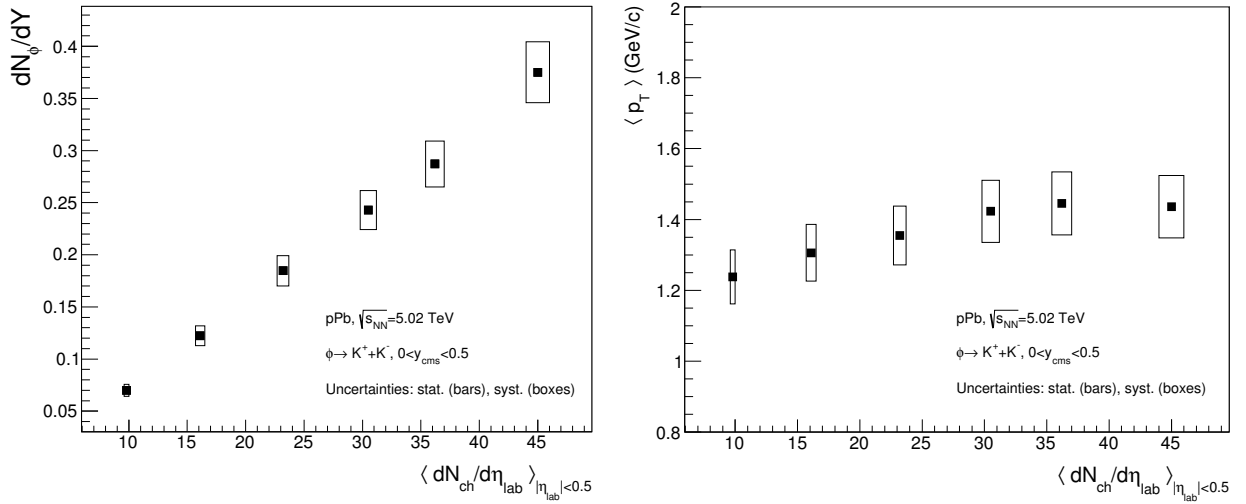 dN_ϕ/dY
0.4
0.35
0.3
0.25
0.2
0.15
0.1
0.05
pPb, √s_NN=5.02 TeV
ϕ→ K⁺+K⁻, 0<y_cms<0.5
Uncertainties: stat. (bars), syst. (boxes)
10 15 20 25 30 35 40 45
⟨ dN_ch/dη_lab ⟩_|η_lab|<0.5
⟨ p_T ⟩ (GeV/c)
2
1.8
1.6
1.4
1.2
1
0.8
pPb, √s_NN=5.02 TeV
ϕ→ K⁺+K⁻, 0<y_cms<0.5
Uncertainties: stat. (bars), syst. (boxes)
10 15 20 25 30 35 40 45
⟨ dN_ch/dη_lab ⟩_|η_lab|<0.5